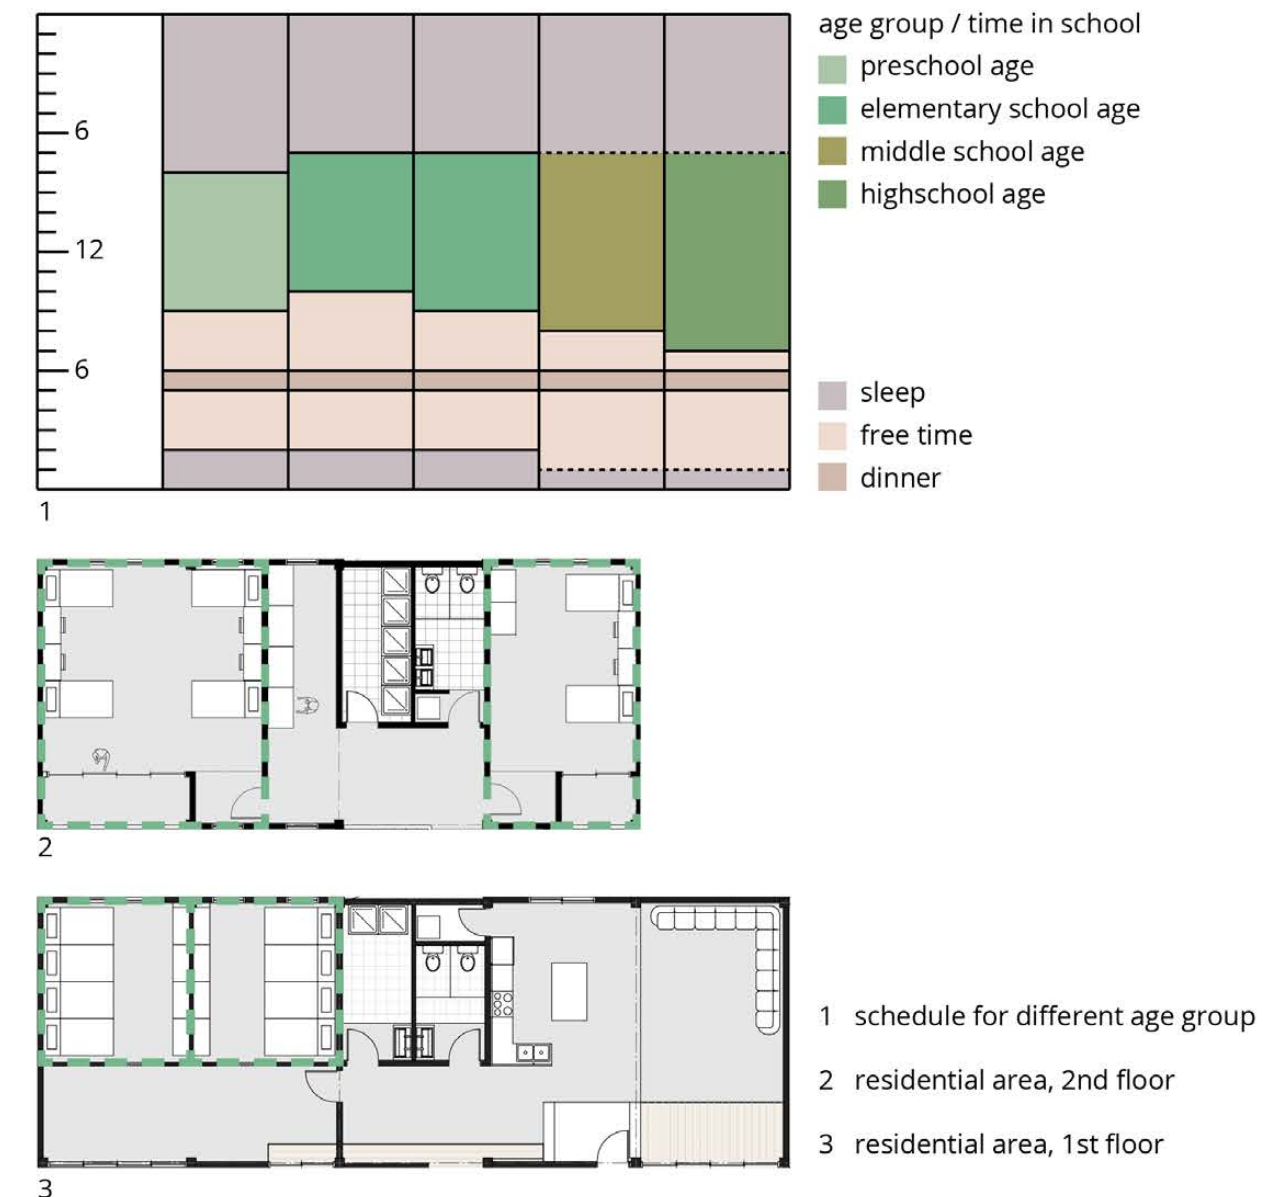 age group / time in school
preschool age
elementary school age
middle school age
highschool age
6
12
6
sleep
free time
dinner
1
2
3
1 schedule for different age group
2 residential area, 2nd floor
3 residential area, 1st floor